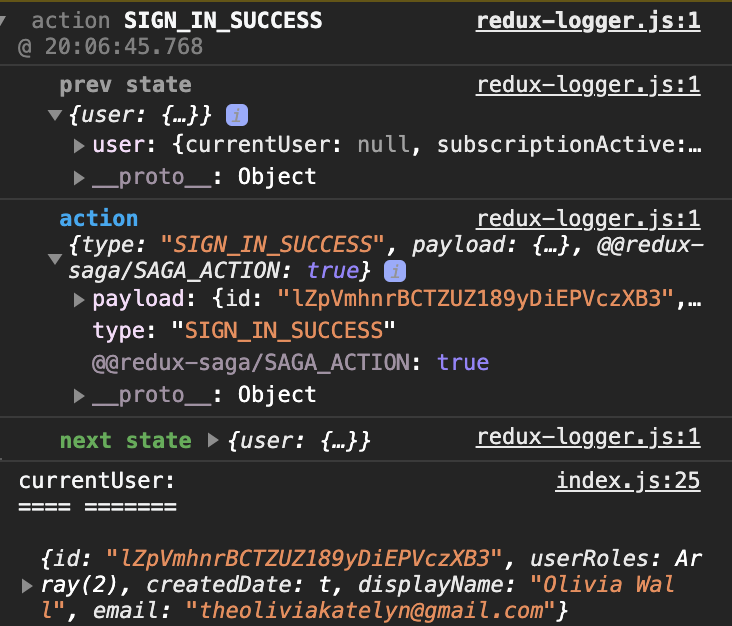 action SIGN_IN_SUCCESS redux-logger.js:1
@ 20:06:45.768
prev state redux-logger.js:1
{user: {…}} i
user: {currentUser: null, subscriptionActive:…
__proto__: Object
action redux-logger.js:1
{type: "SIGN_IN_SUCCESS", payload: {…}, @@redux-
saga/SAGA_ACTION: true} i
payload: {id: "lZpVmhnrBCTZUZ189yDiEPVczXB3",…
type: "SIGN_IN_SUCCESS"
@@redux-saga/SAGA_ACTION: true
__proto__: Object
next state {user: {…}} redux-logger.js:1
currentUser: index.js:25
==== =======
{id: "lZpVmhnrBCTZUZ189yDiEPVczXB3", userRoles: Ar
ray(2), createdDate: t, displayName: "Olivia Wal
l", email: "theoliviakatelyn@gmail.com"}